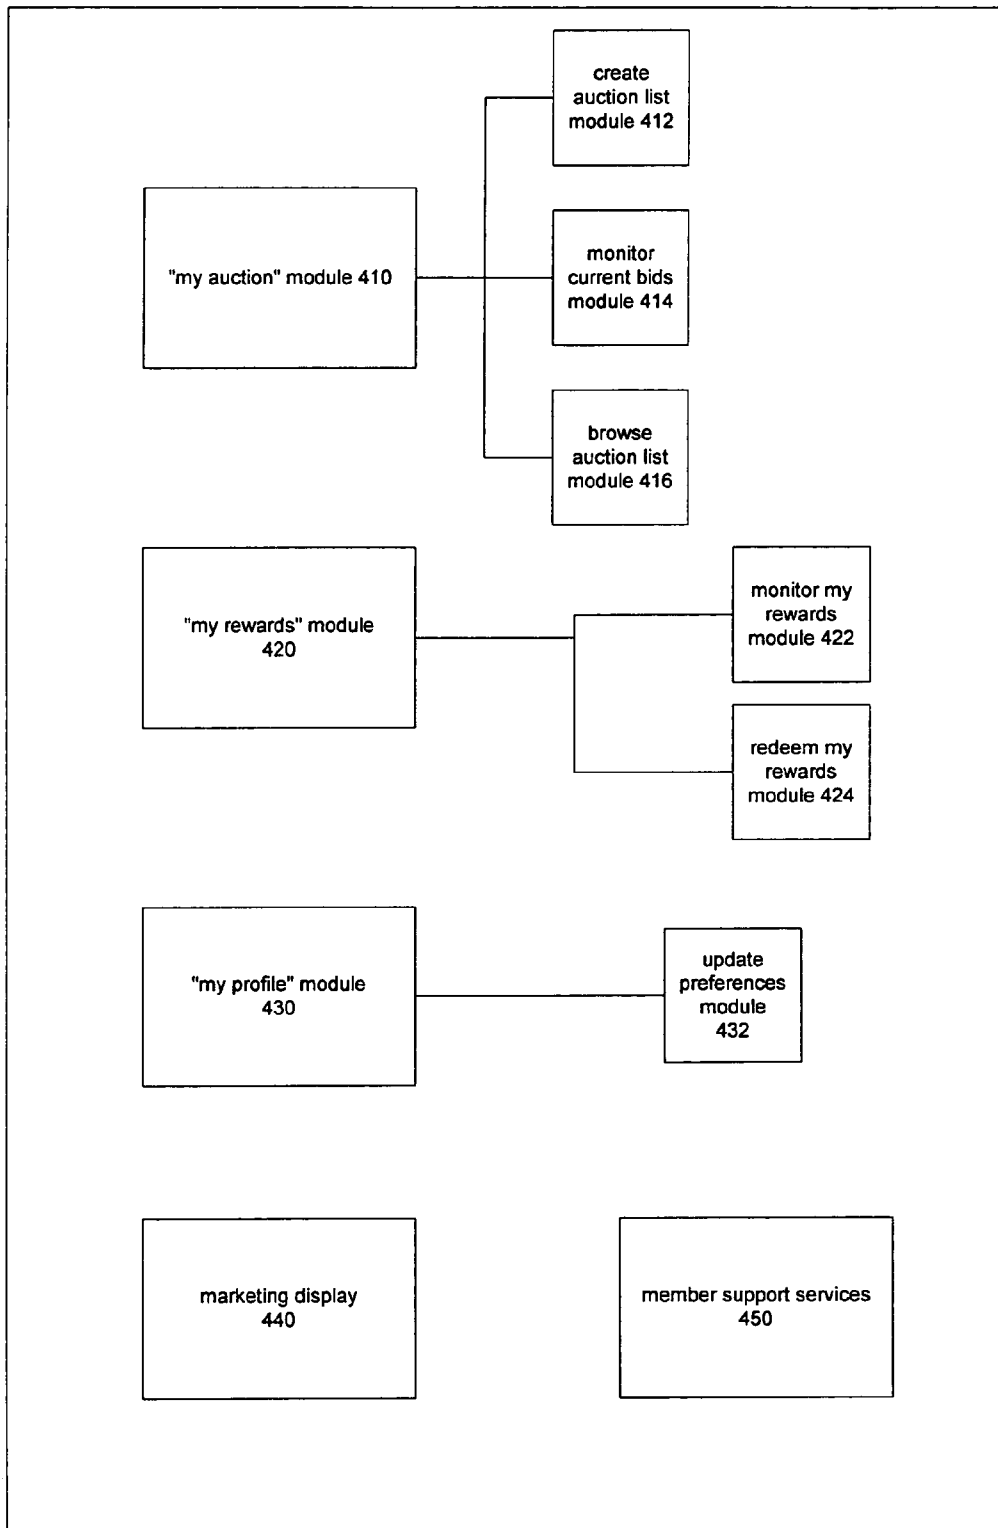 create
auction list
module 412
"my auction" module 410
monitor
current bids
module 414
browse
auction list
module 416
"my rewards" module
420
monitor my
rewards
module 422
redeem my
rewards
module 424
"my profile" module
430
update
preferences
module
432
marketing display
440
member support services
450